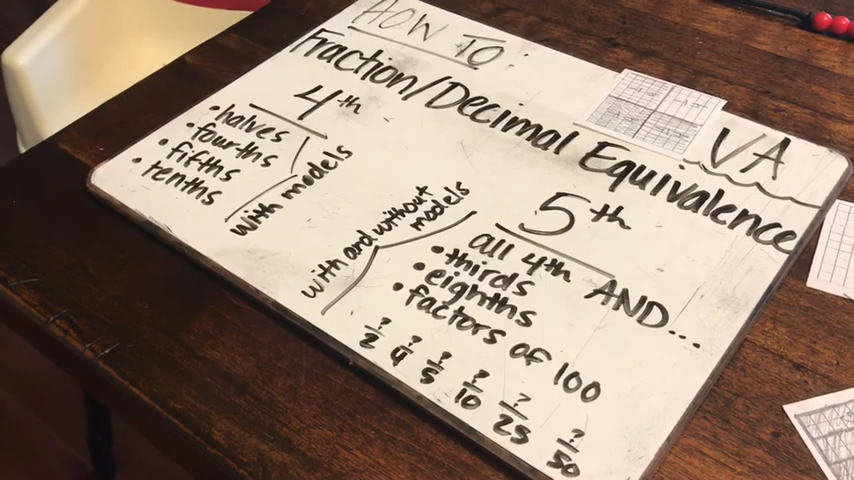 HOW TO:
Fraction/Decimal Equivalence
VA
4th
• halves
• fourths
• fifths
• tenths
with models
5th
all 4th AND...
• thirds
• eighths
• factors of 100
with and without
models
?/2 ?/4 ?/5 ?/10 ?/25 ?/50